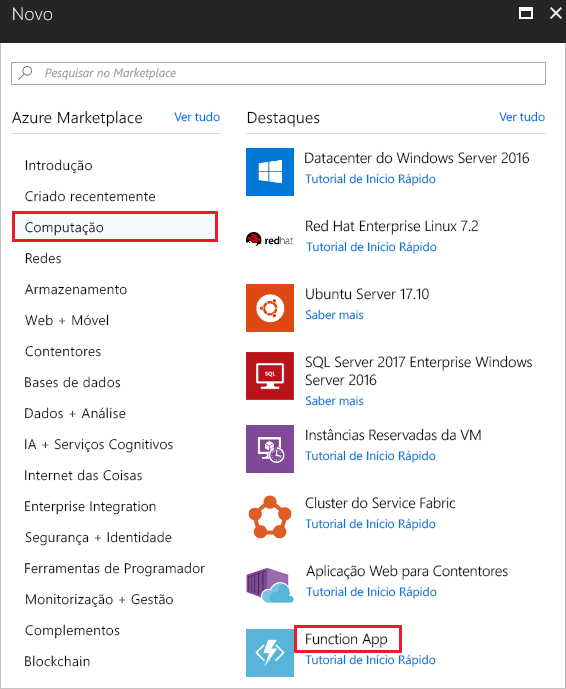 Novo
Pesquisar no Marketplace
Azure Marketplace
Ver tudo
Introdução
Criado recentemente
Computação
Redes
Armazenamento
Web + Móvel
Contentores
Bases de dados
Dados + Análise
IA + Serviços Cognitivos
Internet das Coisas
Enterprise Integration
Segurança + Identidade
Ferramentas de Programador
Monitorização + Gestão
Complementos
Blockchain
Destaques
Ver tudo
Datacenter do Windows Server 2016
Tutorial de Início Rápido
redhat
Red Hat Enterprise Linux 7.2
Tutorial de Início Rápido
Ubuntu Server 17.10
Saber mais
SQL
SQL Server 2017 Enterprise Windows
Server 2016
Saber mais
Instâncias Reservadas da VM
Tutorial de Início Rápido
Cluster do Service Fabric
Tutorial de Início Rápido
Aplicação Web para Contentores
Tutorial de Início Rápido
Function App
Tutorial de Início Rápido